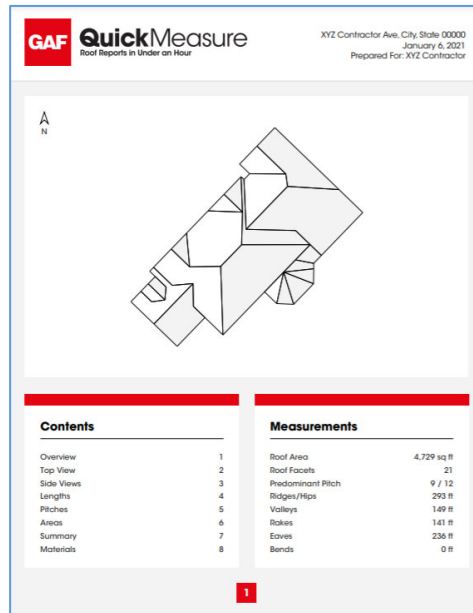 GAF QuickMeasure
Roof Reports in Under an Hour
XYZ Contractor Ave, City, State 00000
January 6, 2021
Prepared For: XYZ Contractor
N
Contents
Overview 1
Top View 2
Side Views 3
Lengths 4
Pitches 5
Areas 6
Summary 7
Materials 8
Measurements
Roof Area 4,729 sq ft
Roof Facets 21
Predominant Pitch 9 / 12
Ridges/Hips 293 ft
Valleys 149 ft
Rakes 141 ft
Eaves 236 ft
Bends 0 ft
1